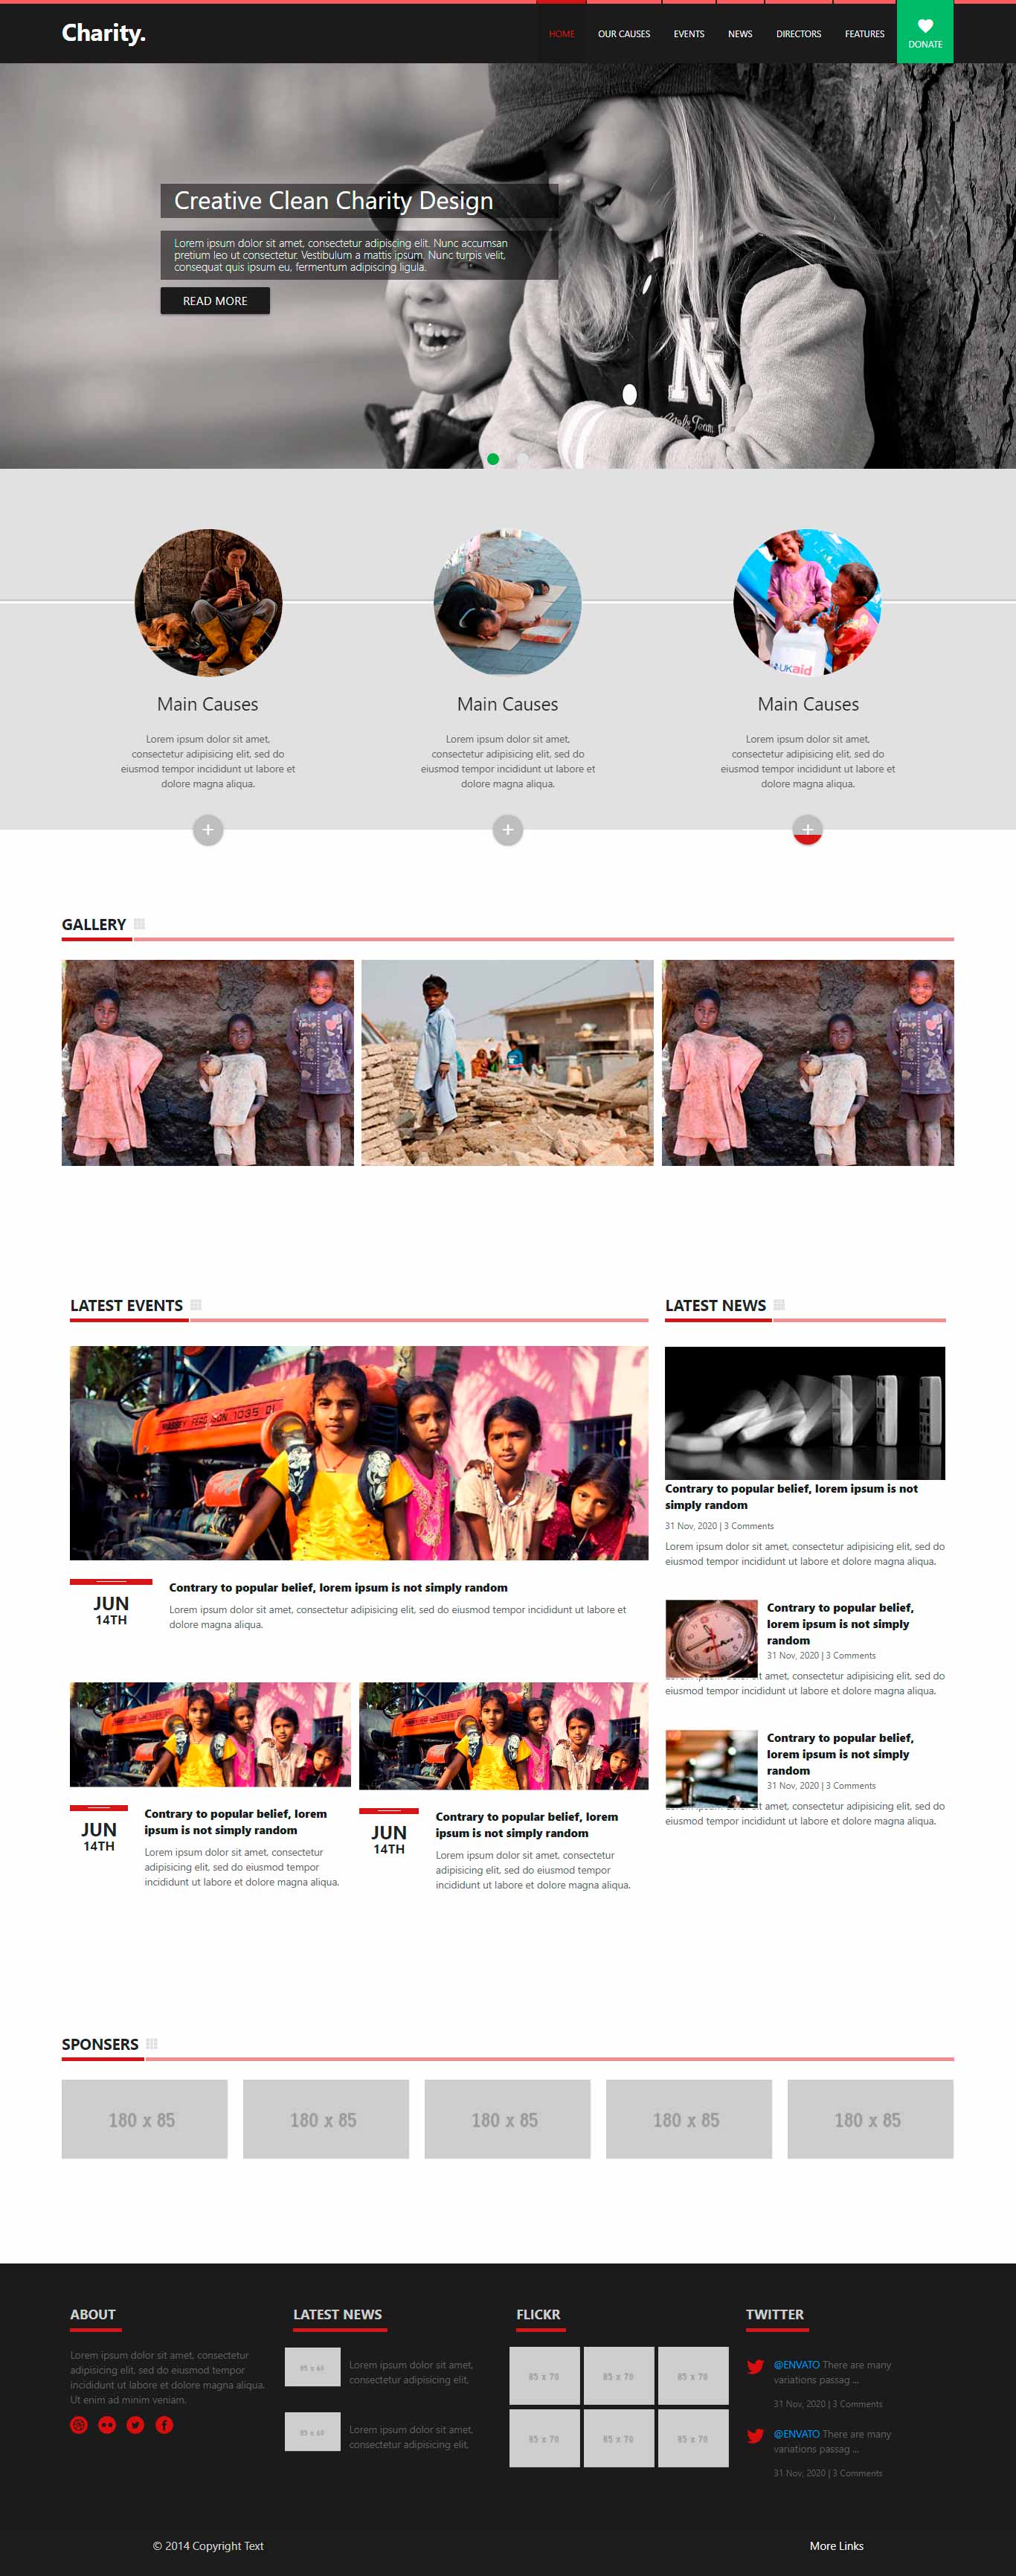 Charity.
HOME
OUR CAUSES
EVENTS
NEWS
DIRECTORS
FEATURES
DONATE
Creative Clean Charity Design
Lorem ipsum dolor sit amet, consectetur adipiscing elit. Nunc accumsan
pretium leo ut consectetur. Vestibulum a mattis ipsum. Nunc turpis velit,
consequat quis ipsum eu, fermentum adipiscing ligula.
READ MORE
N
UKaid
Main Causes
Lorem ipsum dolor sit amet,
consectetur adipisicing elit, sed do
eiusmod tempor incididunt ut labore et
dolore magna aliqua.
+
Main Causes
Lorem ipsum dolor sit amet,
consectetur adipisicing elit, sed do
eiusmod tempor incididunt ut labore et
dolore magna aliqua.
+
Main Causes
Lorem ipsum dolor sit amet,
consectetur adipisicing elit, sed do
eiusmod tempor incididunt ut labore et
dolore magna aliqua.
+
GALLERY
LATEST EVENTS
MASSEY FERGUSON 1035 DI
JUN
14TH
Contrary to popular belief, lorem ipsum is not simply random
Lorem ipsum dolor sit amet, consectetur adipisicing elit, sed do eiusmod tempor incididunt ut labore et
dolore magna aliqua.
JUN
14TH
Contrary to popular belief, lorem
ipsum is not simply random
Lorem ipsum dolor sit amet, consectetur
adipisicing elit, sed do eiusmod tempor
incididunt ut labore et dolore magna aliqua.
JUN
14TH
Contrary to popular belief, lorem
ipsum is not simply random
Lorem ipsum dolor sit amet, consectetur
adipisicing elit, sed do eiusmod tempor
incididunt ut labore et dolore magna aliqua.
LATEST NEWS
Contrary to popular belief, lorem ipsum is not
simply random
31 Nov, 2020 | 3 Comments
Lorem ipsum dolor sit amet, consectetur adipisicing elit, sed do
eiusmod tempor incididunt ut labore et dolore magna aliqua.
Contrary to popular belief,
lorem ipsum is not simply
random
31 Nov, 2020 | 3 Comments
amet, consectetur adipisicing elit, sed do
eiusmod tempor incididunt ut labore et dolore magna aliqua.
Contrary to popular belief,
lorem ipsum is not simply
random
31 Nov, 2020 | 3 Comments
amet, consectetur adipisicing elit, sed do
eiusmod tempor incididunt ut labore et dolore magna aliqua.
SPONSERS
180 x 85
180 x 85
180 x 85
180 x 85
180 x 85
ABOUT
Lorem ipsum dolor sit amet, consectetur
adipisicing elit, sed do eiusmod tempor
incididunt ut labore et dolore magna aliqua.
Ut enim ad minim veniam.
LATEST NEWS
85 x 60
Lorem ipsum dolor sit amet,
consectetur adipisicing elit,
85 x 60
Lorem ipsum dolor sit amet,
consectetur adipisicing elit,
FLICKR
85 x 70
85 x 70
85 x 70
85 x 70
85 x 70
85 x 70
TWITTER
@ENVATO There are many
variations passag ...
31 Nov, 2020 | 3 Comments
@ENVATO There are many
variations passag ...
31 Nov, 2020 | 3 Comments
© 2014 Copyright Text
More Links